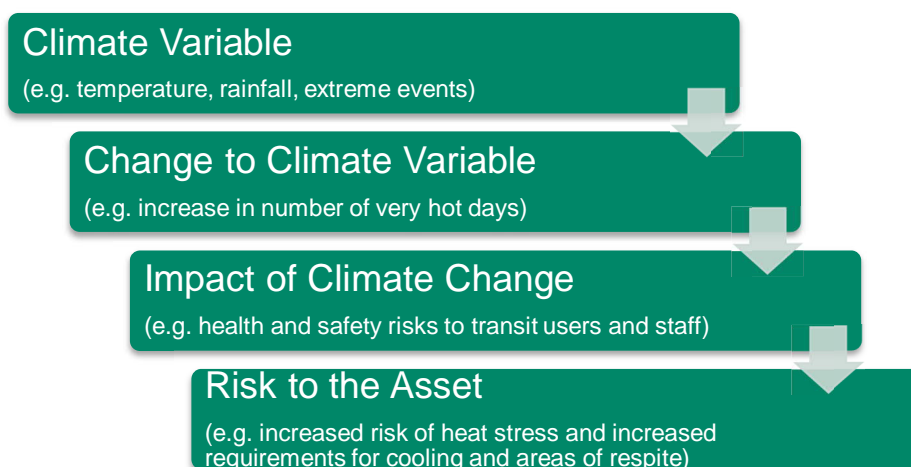 Climate Variable
(e.g. temperature, rainfall, extreme events)
Change to Climate Variable
(e.g. increase in number of very hot days)
Impact of Climate Change
(e.g. health and safety risks to transit users and staff)
Risk to the Asset
(e.g. increased risk of heat stress and increased
requirements for cooling and areas of respite)